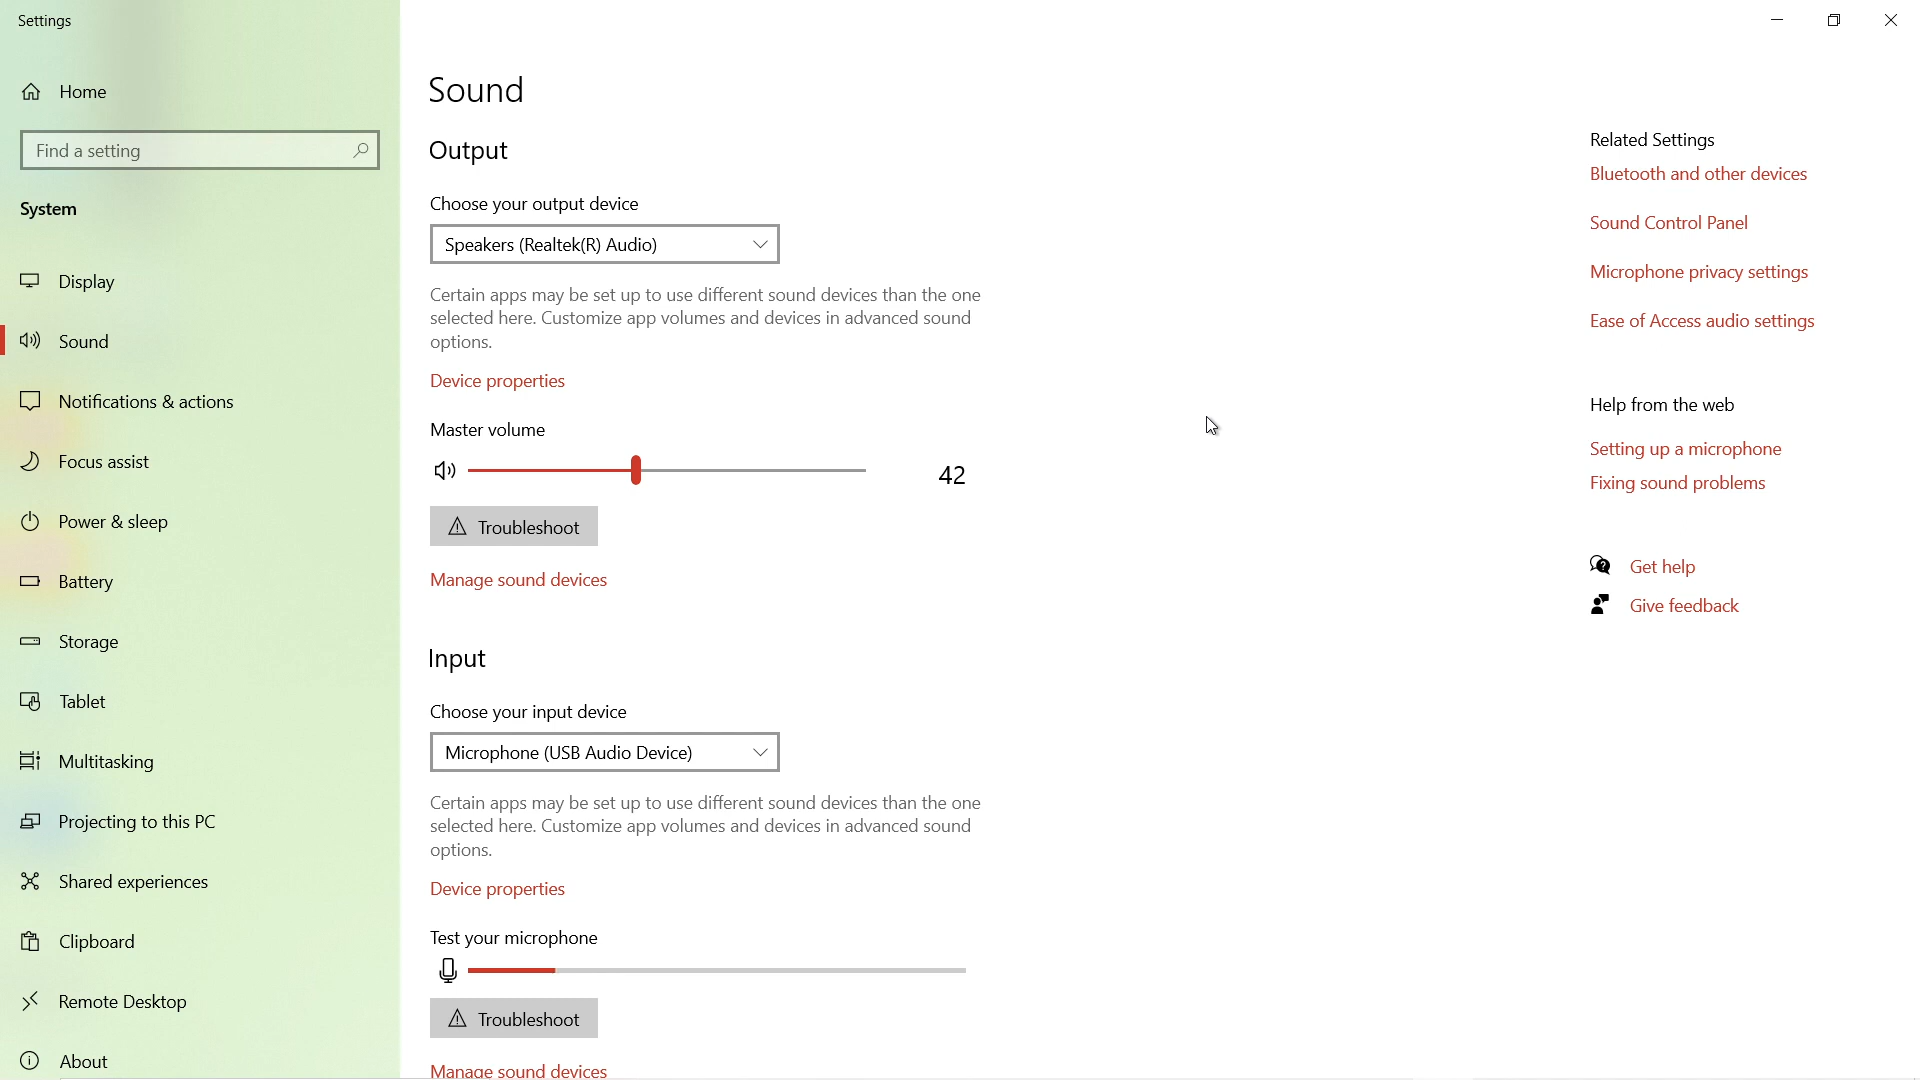 Settings
Home
Find a setting
System
Display
Sound
Notifications & actions
Focus assist
Power & sleep
Battery
Storage
Tablet
Multitasking
Projecting to this PC
Shared experiences
Clipboard
Remote Desktop
About
Sound
Output
Choose your output device
Speakers (Realtek(R) Audio)
Certain apps may be set up to use different sound devices than the one
selected here. Customize app volumes and devices in advanced sound
options.
Device properties
Master volume
42
Troubleshoot
Manage sound devices
Input
Choose your input device
Microphone (USB Audio Device)
Certain apps may be set up to use different sound devices than the one
selected here. Customize app volumes and devices in advanced sound
options.
Device properties
Test your microphone
Troubleshoot
Manage sound devices
Related Settings
Bluetooth and other devices
Sound Control Panel
Microphone privacy settings
Ease of Access audio settings
Help from the web
Setting up a microphone
Fixing sound problems
Get help
Give feedback